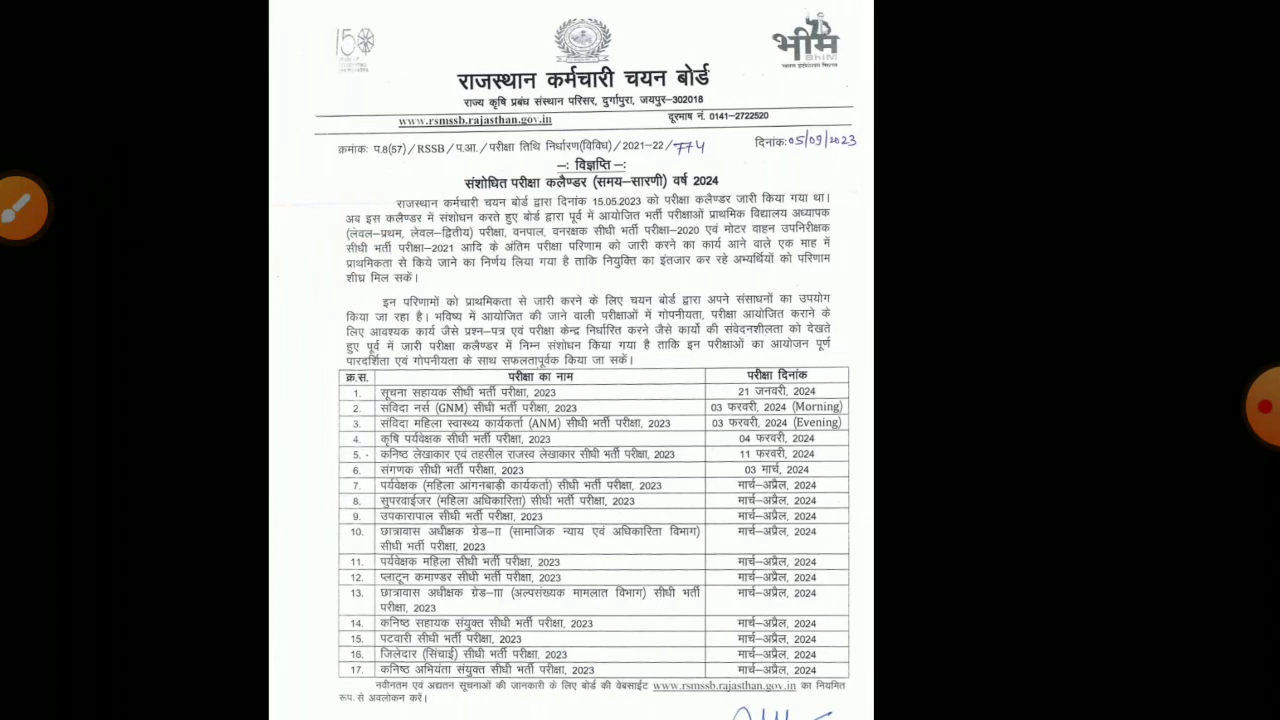 150
भीम
BHIM
राजस्थान कर्मचारी चयन बोर्ड
राज्य कृषि प्रबंध संस्थान परिसर, दुर्गापुरा, जयपुर–302018
www.rsmssb.rajasthan.gov.in दूरभाष नं. 0141–2722520
क्रमांकः प.8(57)/RSSB/प.आ./परीक्षा तिथि निर्धारण(विविध)/2021–22/774 दिनांकः05/09/2023
–: विज्ञप्ति –:
संशोधित परीक्षा कलैण्डर (समय–सारणी) वर्ष 2024
राजस्थान कर्मचारी चयन बोर्ड द्वारा दिनांक 15.05.2023 को परीक्षा कलैण्डर जारी किया गया था।
अब इस कलैण्डर में संशोधन करते हुए बोर्ड द्वारा पूर्व में आयोजित भर्ती परीक्षाओं प्राथमिक विद्यालय अध्यापक
(लेवल–प्रथम, लेवल–द्वितीय) परीक्षा, वनपाल, वनरक्षक सीधी भर्ती परीक्षा–2020 एवं मोटर वाहन उपनिरीक्षक
सीधी भर्ती परीक्षा–2021 आदि के अंतिम परीक्षा परिणाम को जारी करने का कार्य आने वाले एक माह में
प्राथमिकता से किये जाने का निर्णय लिया गया है ताकि नियुक्ति का इंतजार कर रहे अभ्यर्थियों को परिणाम
शीघ्र मिल सकें।
इन परिणामों को प्राथमिकता से जारी करने के लिए चयन बोर्ड द्वारा अपने संसाधनों का उपयोग
किया जा रहा है। भविष्य में आयोजित की जाने वाली परीक्षाओं में गोपनीयता, परीक्षा आयोजित कराने के
लिए आवश्यक कार्य जैसे प्रश्न–पत्र एवं परीक्षा केन्द्र निर्धारित करने जैसे कार्यो की संवेदनशीलता को देखते
हुए पूर्व में जारी परीक्षा कलैण्डर में निम्न संशोधन किया गया है ताकि इन परीक्षाओं का आयोजन पूर्ण
पारदर्शिता एवं गोपनीयता के साथ सफलतापूर्वक किया जा सकें।
क्र.स. परीक्षा का नाम परीक्षा दिनांक
1. सूचना सहायक सीधी भर्ती परीक्षा, 2023 21 जनवरी, 2024
2. संविदा नर्स (GNM) सीधी भर्ती परीक्षा, 2023 03 फरवरी, 2024 (Morning)
3. संविदा महिला स्वास्थ्य कार्यकर्ता (ANM) सीधी भर्ती परीक्षा, 2023 03 फरवरी, 2024 (Evening)
4. कृषि पर्यवेक्षक सीधी भर्ती परीक्षा, 2023 04 फरवरी, 2024
5. कनिष्ठ लेखाकार एवं तहसील राजस्व लेखाकार सीधी भर्ती परीक्षा, 2023 11 फरवरी, 2024
6. संगणक सीधी भर्ती परीक्षा, 2023 03 मार्च, 2024
7. पर्यवेक्षक (महिला आंगनबाड़ी कार्यकर्ता) सीधी भर्ती परीक्षा, 2023 मार्च–अप्रैल, 2024
8. सुपरवाईजर (महिला अधिकारिता) सीधी भर्ती परीक्षा, 2023 मार्च–अप्रैल, 2024
9. उपकारापाल सीधी भर्ती परीक्षा, 2023 मार्च–अप्रैल, 2024
10. छात्रावास अधीक्षक ग्रेड–II (सामाजिक न्याय एवं अधिकारिता विभाग) मार्च–अप्रैल, 2024
सीधी भर्ती परीक्षा, 2023
11. पर्यवेक्षक महिला सीधी भर्ती परीक्षा, 2023 मार्च–अप्रैल, 2024
12. प्लाटून कमाण्डर सीधी भर्ती परीक्षा, 2023 मार्च–अप्रैल, 2024
13. छात्रावास अधीक्षक ग्रेड–III (अल्पसंख्यक मामलात विभाग) सीधी भर्ती मार्च–अप्रैल, 2024
परीक्षा, 2023
14. कनिष्ठ सहायक संयुक्त सीधी भर्ती परीक्षा, 2023 मार्च–अप्रैल, 2024
15. पटवारी सीधी भर्ती परीक्षा, 2023 मार्च–अप्रैल, 2024
16. जिलेदार (सिंचाई) सीधी भर्ती परीक्षा, 2023 मार्च–अप्रैल, 2024
17. कनिष्ठ अभियंता संयुक्त सीधी भर्ती परीक्षा, 2023 मार्च–अप्रैल, 2024
नवीनतम एवं अद्यतन सूचनाओं की जानकारी के लिए बोर्ड की वेबसाईट www.rsmssb.rajasthan.gov.in का नियमित
रूप से अवलोकन करें।